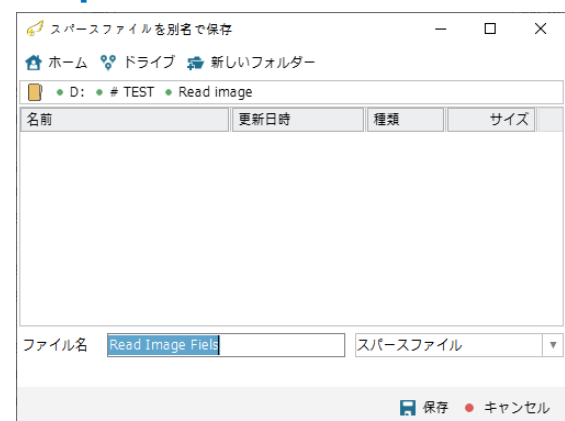 スパースファイルを別名で保存
ホーム ドライブ 新しいフォルダー
D: # TEST Read image
名前 更新日時 種類 サイズ
ファイル名 Read Image Fiels スパースファイル
保存 キャンセル